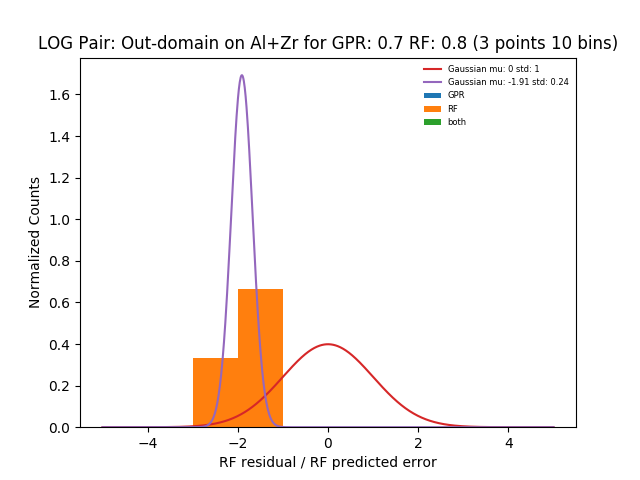 LOG Pair: Out-domain on Al+Zr for GPR: 0.7 RF: 0.8 (3 points 10 bins)
Gaussian mu: 0 std: 1
Gaussian mu: -1.91 std: 0.24
GPR
RF
both
Normalized Counts
1.6
1.4
1.2
1.0
0.8
0.6
0.4
0.2
0.0
−4 −2 0 2 4
RF residual / RF predicted error